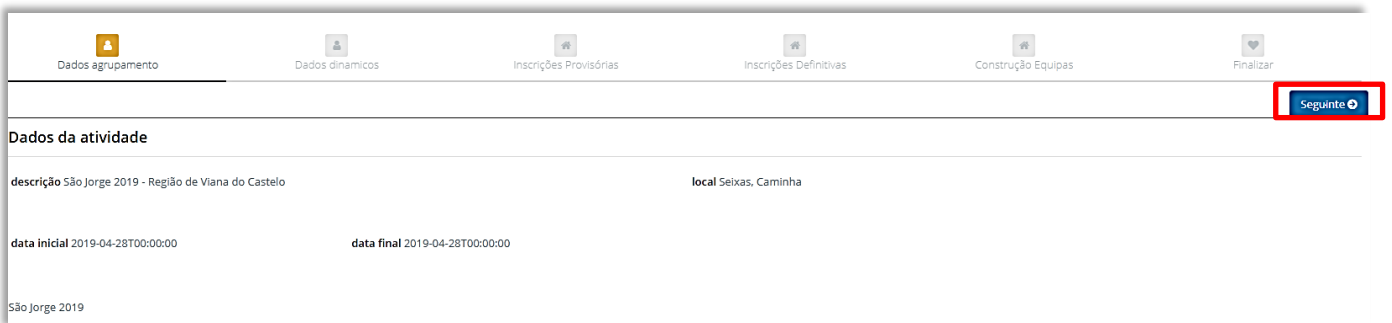 Dados agrupamento Dados dinamicos Inscrições Provisórias Inscrições Definitivas Construção Equipas Finalizar
Seguinte
Dados da atividade
descrição São Jorge 2019 - Região de Viana do Castelo local Seixas, Caminha
data inicial 2019-04-28T00:00:00 data final 2019-04-28T00:00:00
São Jorge 2019